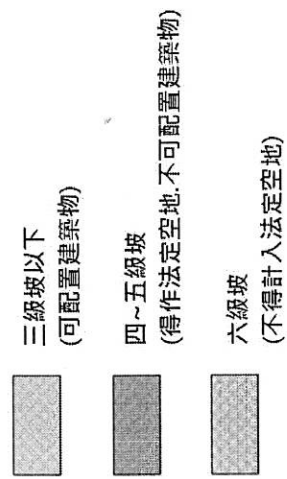 三級坡以下
(可配置建築物)
四~五級坡
(得作法定空地.不可配置建築物)
六級坡
(不得計入法定空地)